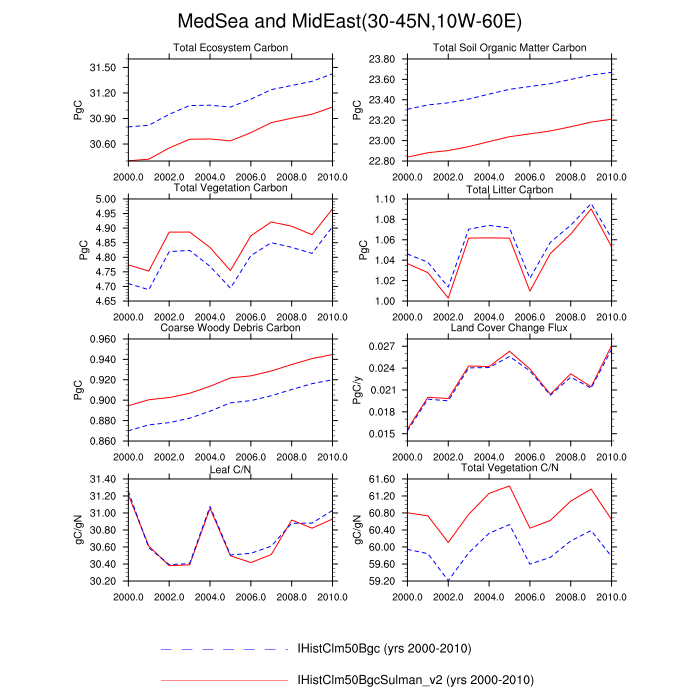 MedSea and MidEast(30-45N,10W-60E)
Total Ecosystem Carbon
PgC
31.50
31.20
30.90
30.60
2000.0 2002.0 2004.0 2006.0 2008.0 2010.0
Total Soil Organic Matter Carbon
PgC
23.80
23.60
23.40
23.20
23.00
22.80
2000.0 2002.0 2004.0 2006.0 2008.0 2010.0
Total Vegetation Carbon
PgC
5.00
4.95
4.90
4.85
4.80
4.75
4.70
4.65
2000.0 2002.0 2004.0 2006.0 2008.0 2010.0
Total Litter Carbon
PgC
1.10
1.08
1.06
1.04
1.02
1.00
2000.0 2002.0 2004.0 2006.0 2008.0 2010.0
Coarse Woody Debris Carbon
PgC
0.960
0.940
0.920
0.900
0.880
0.860
2000.0 2002.0 2004.0 2006.0 2008.0 2010.0
Land Cover Change Flux
PgC/y
0.027
0.024
0.021
0.018
0.015
2000.0 2002.0 2004.0 2006.0 2008.0 2010.0
Leaf C/N
gC/gN
31.40
31.20
31.00
30.80
30.60
30.40
30.20
2000.0 2002.0 2004.0 2006.0 2008.0 2010.0
Total Vegetation C/N
gC/gN
61.60
61.20
60.80
60.40
60.00
59.60
59.20
2000.0 2002.0 2004.0 2006.0 2008.0 2010.0
IHistClm50Bgc (yrs 2000-2010)
IHistClm50BgcSulman_v2 (yrs 2000-2010)